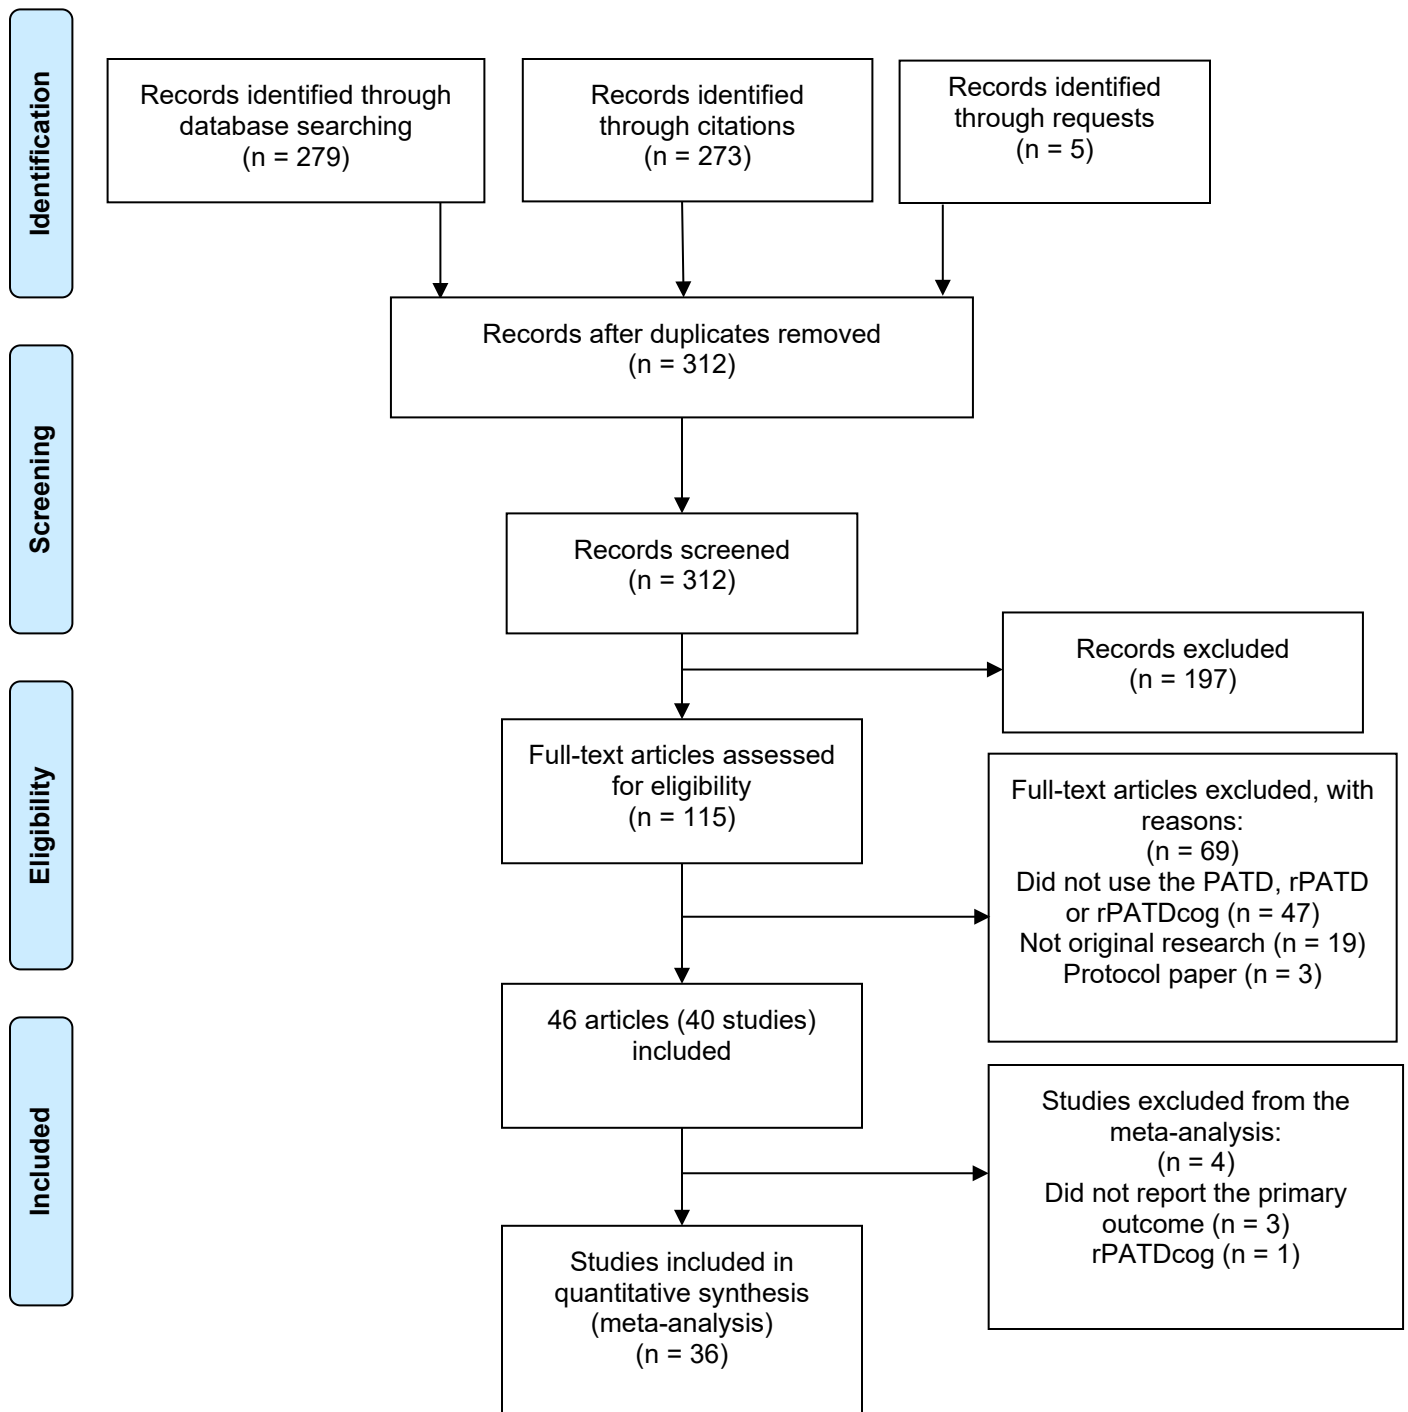 Identification
Records identified through
database searching
(n = 279)
Records identified
through citations
(n = 273)
Records identified
through requests
(n = 5)
Records after duplicates removed
(n = 312)
Screening
Records screened
(n = 312)
Records excluded
(n = 197)
Eligibility
Full-text articles assessed
for eligibility
(n = 115)
Full-text articles excluded, with
reasons:
(n = 69)
Did not use the PATD, rPATD
or rPATDcog (n = 47)
Not original research (n = 19)
Protocol paper (n = 3)
46 articles (40 studies)
included
Included
Studies excluded from the
meta-analysis:
(n = 4)
Did not report the primary
outcome (n = 3)
rPATDcog (n = 1)
Studies included in
quantitative synthesis
(meta-analysis)
(n = 36)